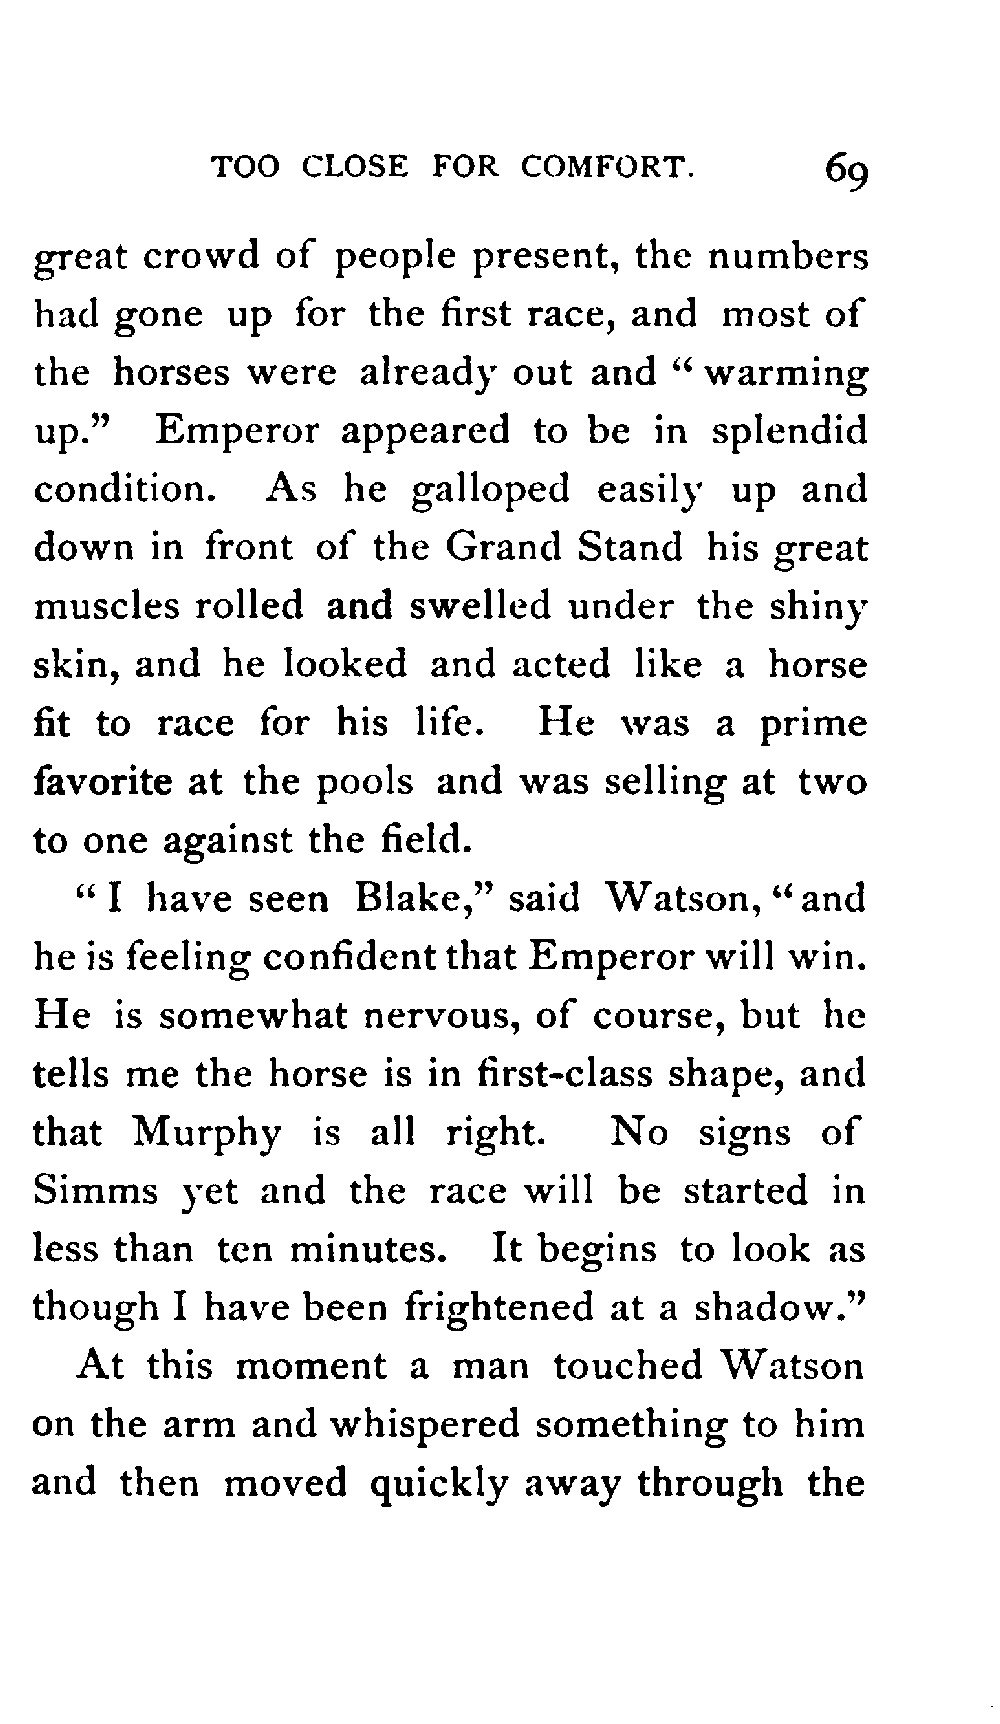 TOO CLOSE FOR COMFORT. 69
great crowd of people present, the numbers
had gone up for the first race, and most of
the horses were already out and “ warming
up.” Emperor appeared to be in splendid
condition. As he galloped easily up and
down in front of the Grand Stand his great
muscles rolled and swelled under the shiny
skin, and he looked and acted like a horse
fit to race for his life. He was a prime
favorite at the pools and was selling at two
to one against the field.
“ I have seen Blake,” said Watson, “ and
he is feeling confident that Emperor will win.
He is somewhat nervous, of course, but he
tells me the horse is in first-class shape, and
that Murphy is all right. No signs of
Simms yet and the race will be started in
less than ten minutes. It begins to look as
though I have been frightened at a shadow.”
At this moment a man touched Watson
on the arm and whispered something to him
and then moved quickly away through the